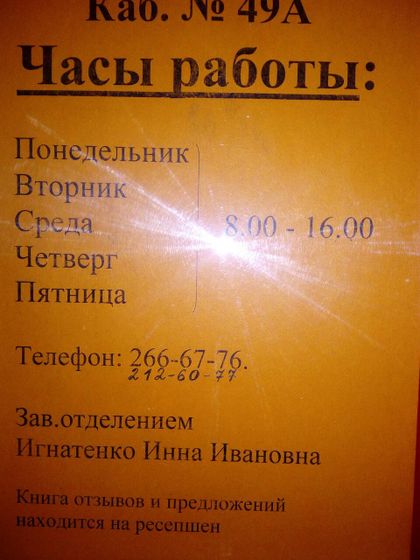 Каб. № 49А
Часы работы:
Понедельник
Вторник
Среда 8.00 - 16.00
Четверг
Пятница
Телефон: 266-67-76.
212-60-77
Зав.отделением
Игнатенко Инна Ивановна
Книга отзывов и предложений
находится на ресепшен